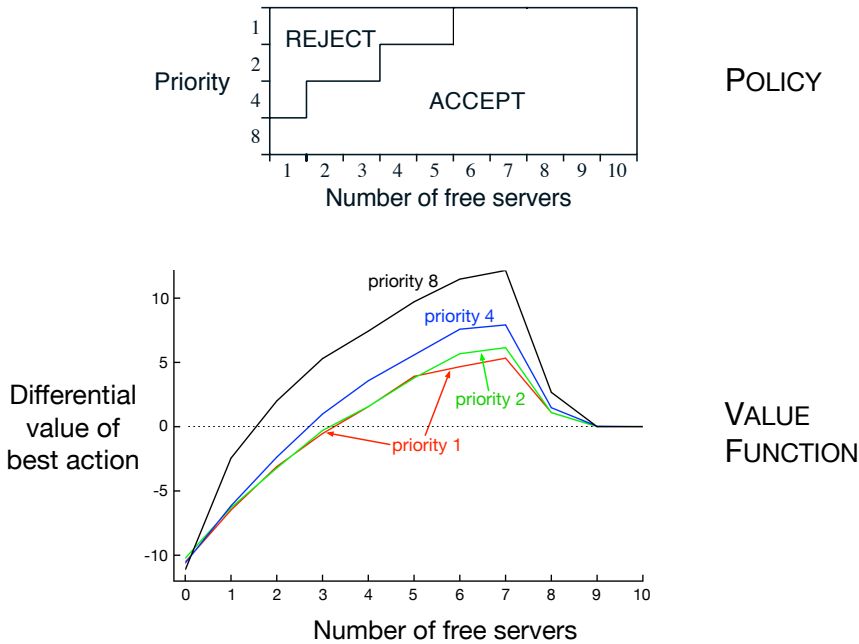 1
REJECT
2
Priority
POLICY
4
ACCEPT
8
1 2 3 4 5 6 7 8 9 10
Number of free servers
priority 8
10
priority 4
5
priority 2
Differential
value of
best action
0
priority 1
VALUE
FUNCTION
-5
-10
0 1 2 3 4 5 6 7 8 9 10
Number of free servers